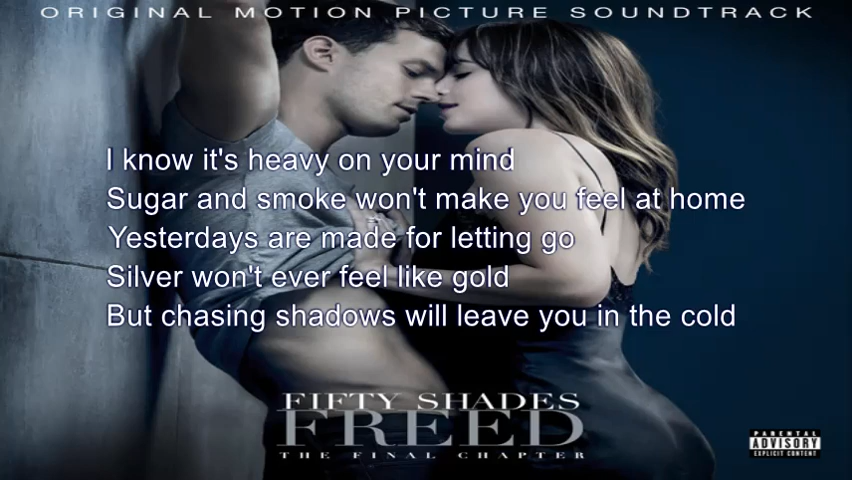 ORIGINAL MOTION PICTURE SOUNDTRACK
I know it's heavy on your mind
Sugar and smoke won't make you feel at home
Yesterdays are made for letting go
Silver won't ever feel like gold
But chasing shadows will leave you in the cold
FIFTY SHADES
FREED
THE FINAL CHAPTER
PARENTAL
ADVISORY
EXPLICIT CONTENT